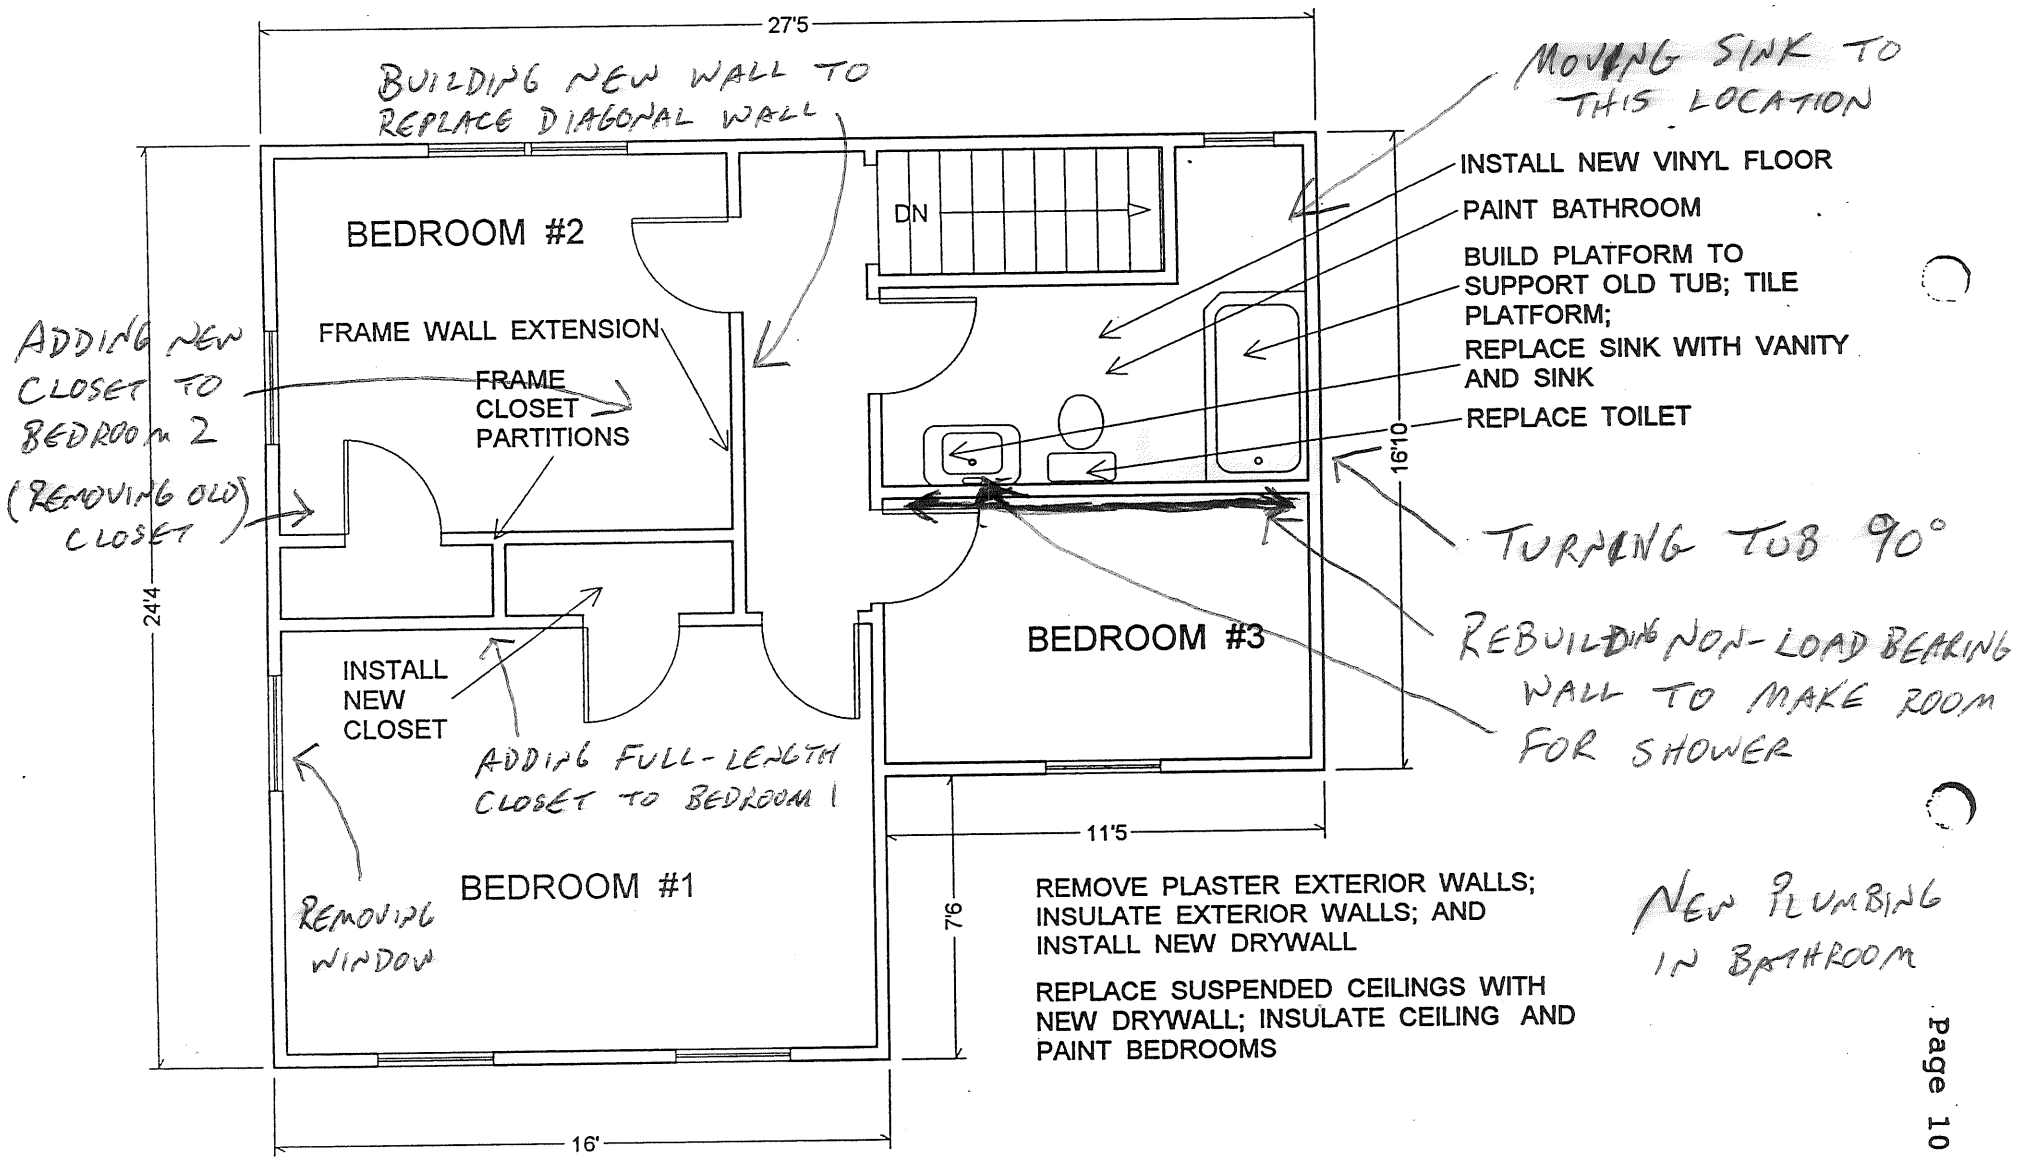 27'5
BUILDING NEW WALL TO
REPLACE DIAGONAL WALL
MOVING SINK TO
THIS LOCATION
INSTALL NEW VINYL FLOOR
PAINT BATHROOM
BUILD PLATFORM TO
SUPPORT OLD TUB; TILE
PLATFORM;
REPLACE SINK WITH VANITY
AND SINK
REPLACE TOILET
DN
BEDROOM #2
FRAME WALL EXTENSION
FRAME
CLOSET
PARTITIONS
ADDING NEW
CLOSET TO
BEDROOM 2
(REMOVING OLD)
CLOSET
24'4
16'10
TURNING TUB 90°
REBUILDING NON-LOAD BEARING
WALL TO MAKE ROOM
FOR SHOWER
BEDROOM #3
INSTALL
NEW
CLOSET
ADDING FULL-LENGTH
CLOSET TO BEDROOM 1
11'5
7'6
BEDROOM #1
REMOVING
WINDOW
REMOVE PLASTER EXTERIOR WALLS;
INSULATE EXTERIOR WALLS; AND
INSTALL NEW DRYWALL
REPLACE SUSPENDED CEILINGS WITH
NEW DRYWALL; INSULATE CEILING AND
PAINT BEDROOMS
NEW PLUMBING
IN BATHROOM
16'
Page 10